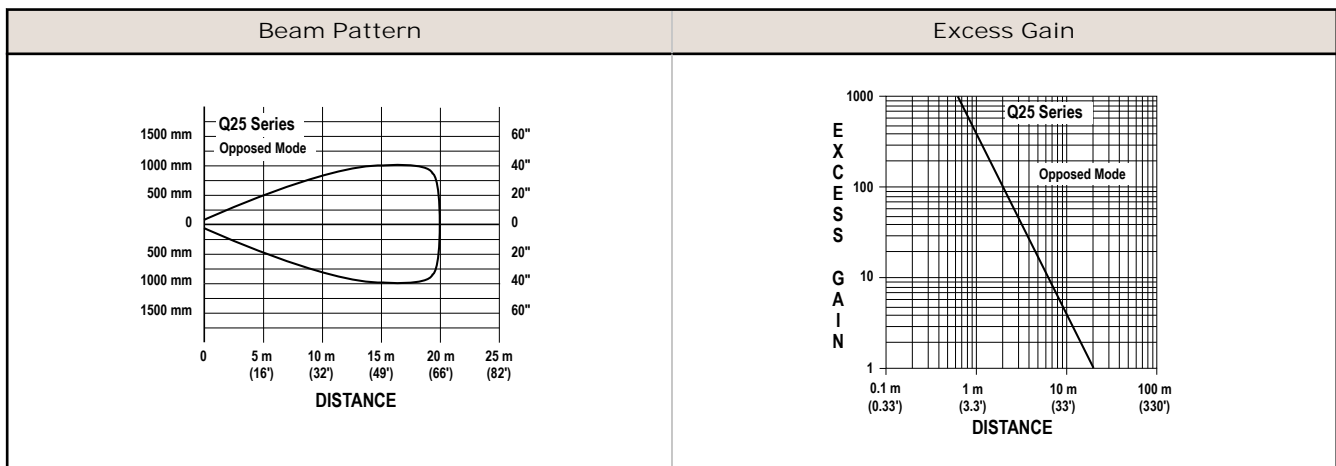 Beam Pattern
Excess Gain
Q25 Series
Opposed Mode
1500 mm
1000 mm
500 mm
0
500 mm
1000 mm
1500 mm
60"
40"
20"
0
20"
40"
60"
0 5 m 10 m 15 m 20 m 25 m
(16') (32') (49') (66') (82')
DISTANCE
Q25 Series
Opposed Mode
EXCESS GAIN
1000
100
10
1
0.1 m 1 m 10 m 100 m
(0.33') (3.3') (33') (330')
DISTANCE